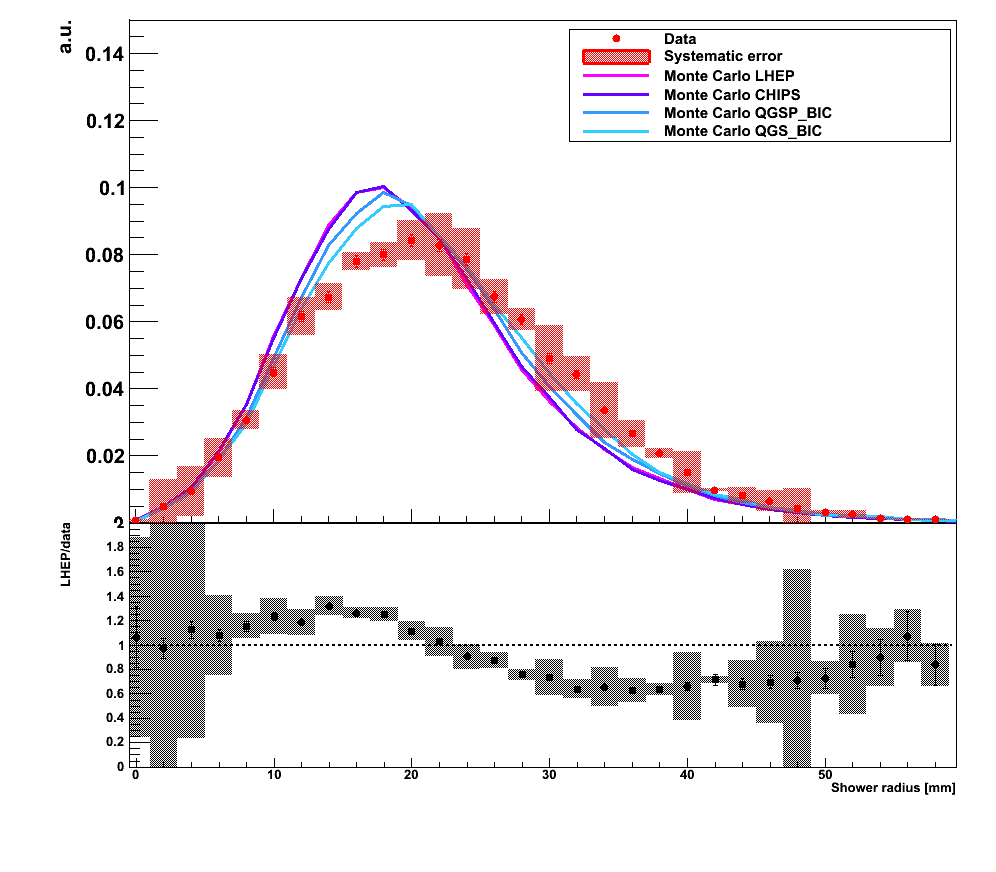 a.u.
0.14
0.12
0.1
0.08
0.06
0.04
0.02
Data
Systematic error
Monte Carlo LHEP
Monte Carlo CHIPS
Monte Carlo QGSP_BIC
Monte Carlo QGS_BIC
LHEP/data
2
1.8
1.6
1.4
1.2
1
0.8
0.6
0.4
0.2
0
0 10 20 30 40 50
Shower radius [mm]